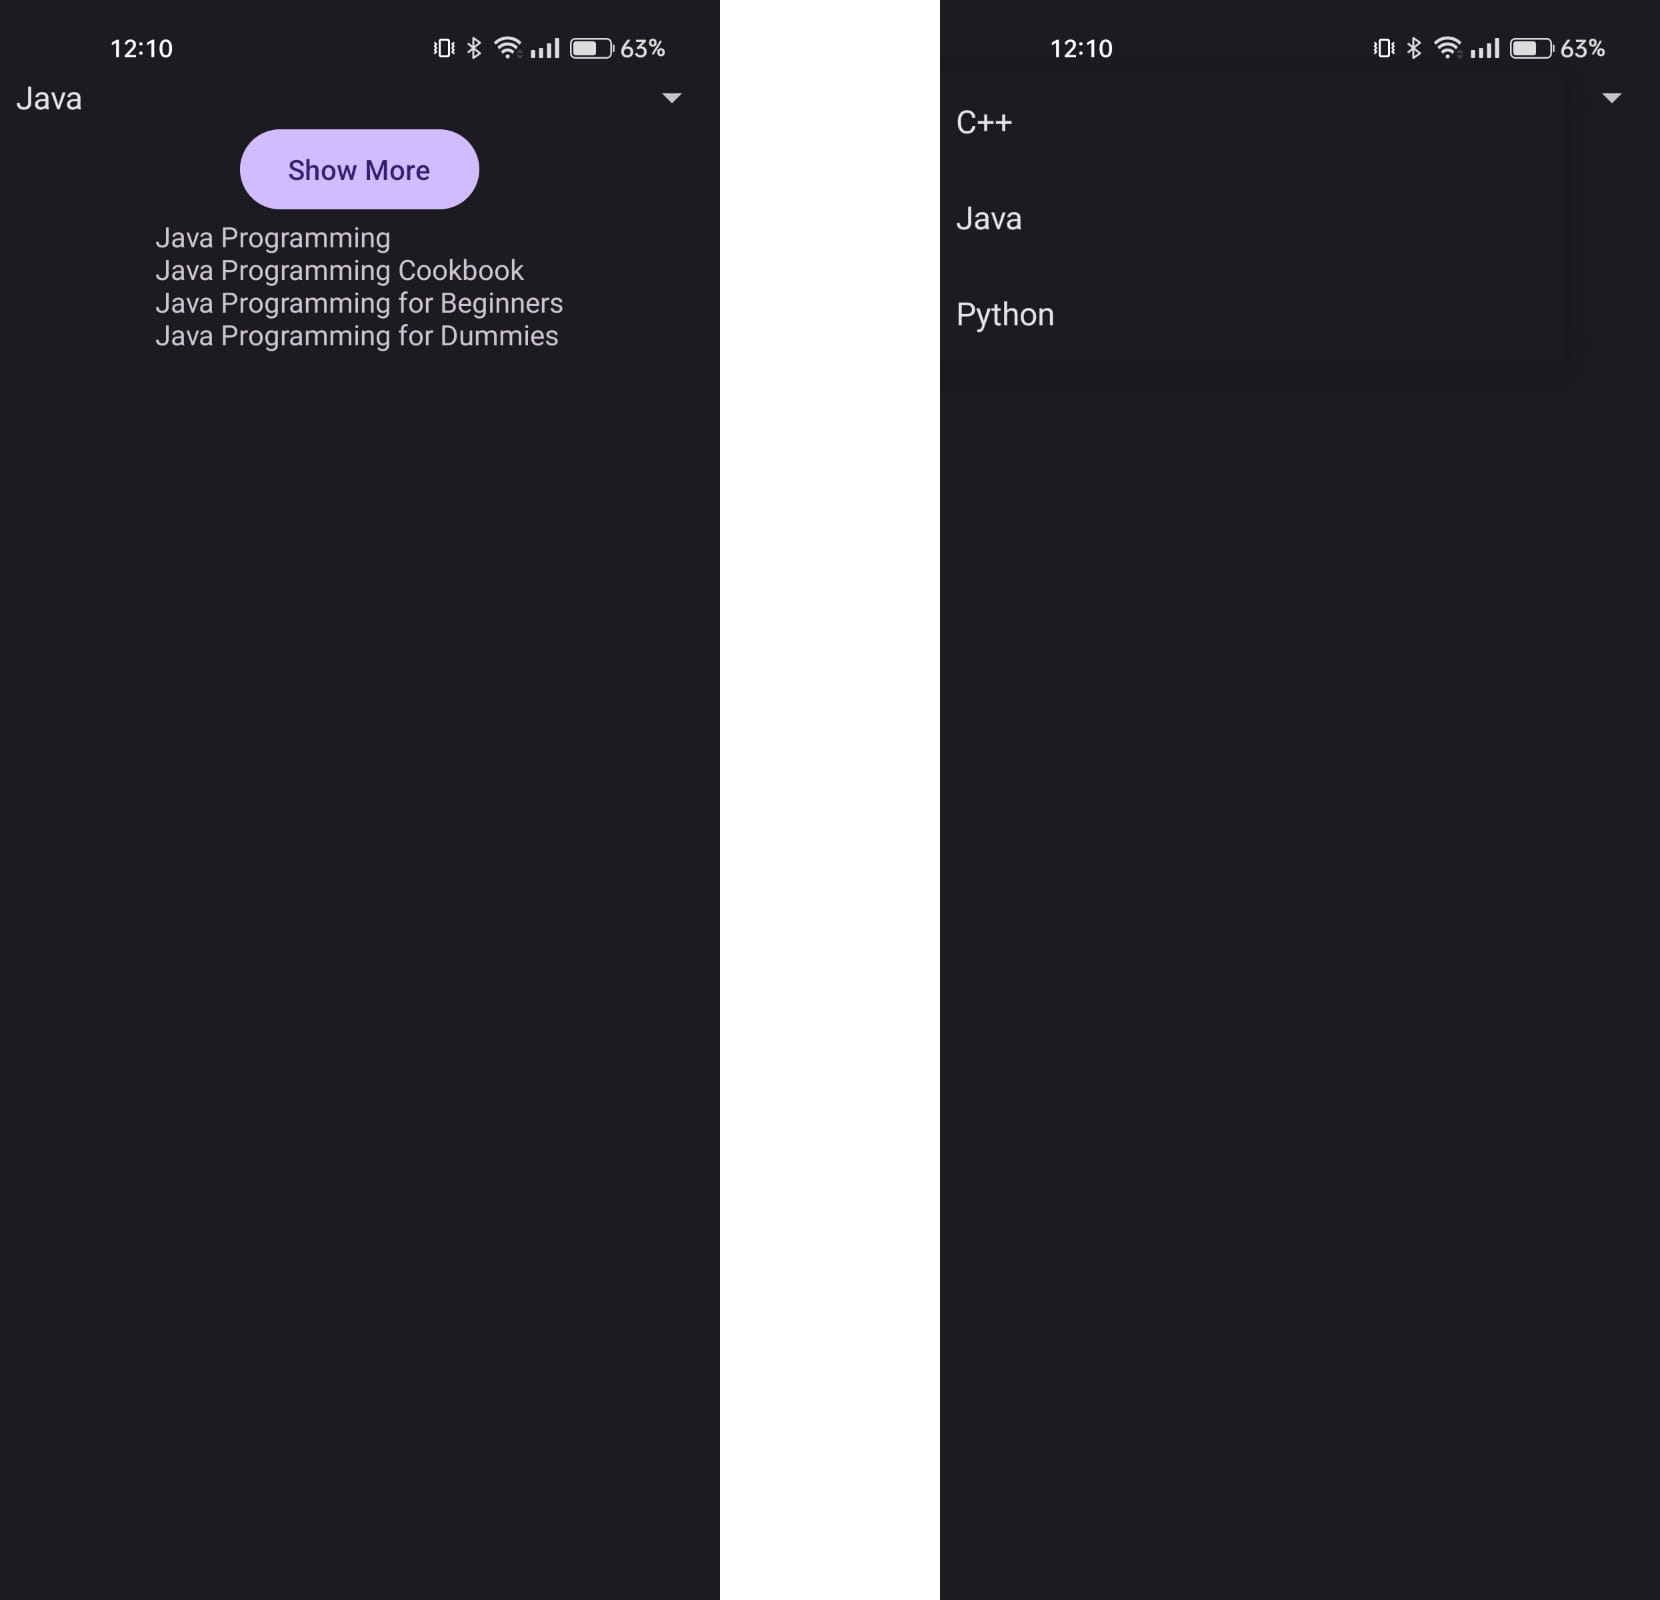 12:10 63%
Java
Show More
Java Programming
Java Programming Cookbook
Java Programming for Beginners
Java Programming for Dummies
12:10 63%
C++
Java
Python